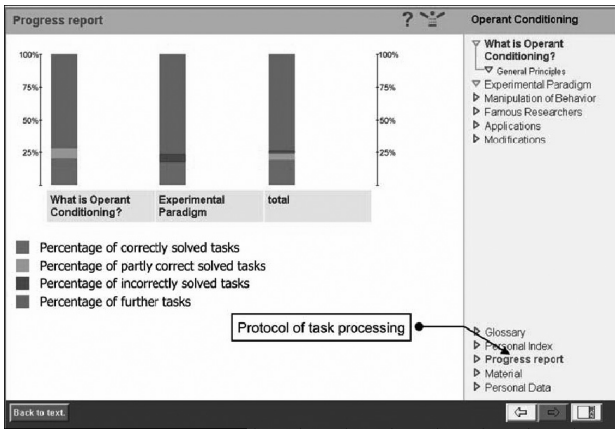 Progress report
?
Operant Conditioning
100%
75%
50%
25%
100%
75%
50%
25%
What is Operant
Conditioning?
Experimental
Paradigm
total
Percentage of correctly solved tasks
Percentage of partly correct solved tasks
Percentage of incorrectly solved tasks
Percentage of further tasks
Protocol of task processing
What is Operant
Conditioning?
General Principles
Experimental Paradigm
Manipulation of Behavior
Famous Researchers
Applications
Modifications
Glossary
Personal Index
Progress report
Material
Personal Data
Back to text.